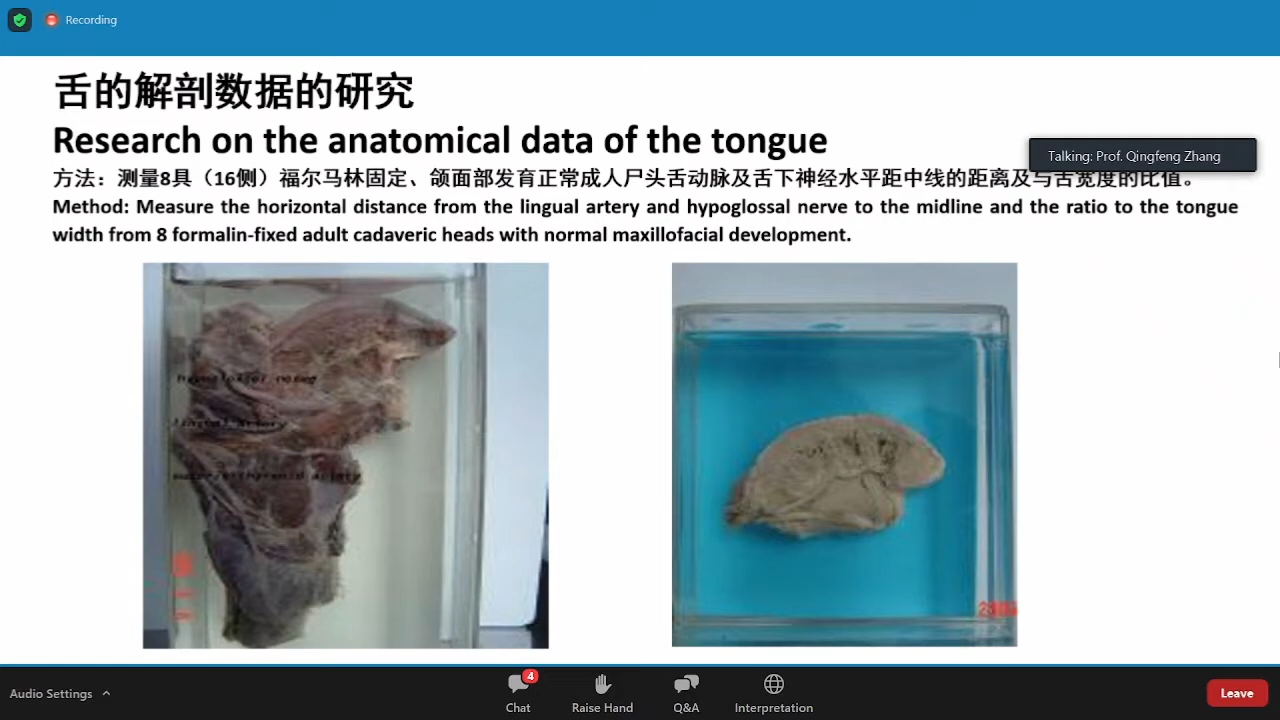 Recording
舌的解剖数据的研究
Research on the anatomical data of the tongue
Talking: Prof. Qingfeng Zhang
方法：测量8具（16侧）福尔马林固定、颌面部发育正常成人尸头舌动脉及舌下神经水平距中线的距离及与舌宽度的比值。
Method: Measure the horizontal distance from the lingual artery and hypoglossal nerve to the midline and the ratio to the tongue
width from 8 formalin-fixed adult cadaveric heads with normal maxillofacial development.
lingual artery
Audio Settings
4
Chat
Raise Hand
Q&A
Interpretation
Leave